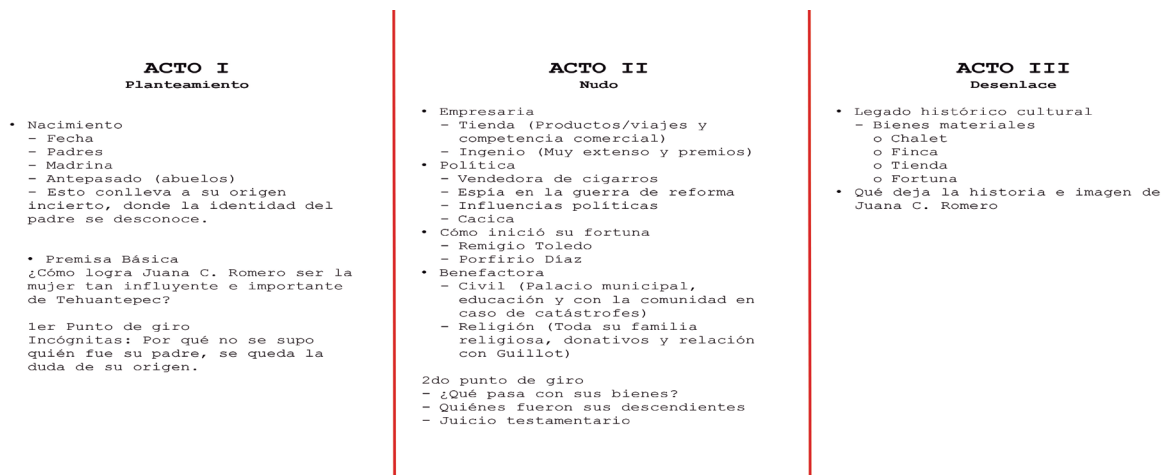 ACTO I
Planteamiento
• Nacimiento
– Fecha
– Padres
– Madrina
– Antepasado (abuelos)
– Esto conlleva a su origen
incierto, donde la identidad del
padre se desconoce.
• Premisa Básica
¿Cómo logra Juana C. Romero ser la
mujer tan influyente e importante
de Tehuantepec?
1er Punto de giro
Incógnitas: Por qué no se supo
quién fue su padre, se queda la
duda de su origen.
ACTO II
Nudo
• Empresaria
– Tienda (Productos/viajes y
competencia comercial)
– Ingenio (Muy extenso y premios)
• Política
– Vendedora de cigarros
– Espía en la guerra de reforma
– Influencias políticas
– Cacica
• Cómo inició su fortuna
– Remigio Toledo
– Porfirio Díaz
• Benefactora
– Civil (Palacio municipal,
educación y con la comunidad en
caso de catástrofes)
– Religión (Toda su familia
religiosa, donativos y relación
con Guillot)
2do punto de giro
– ¿Qué pasa con sus bienes?
– Quiénes fueron sus descendientes
– Juicio testamentario
ACTO III
Desenlace
• Legado histórico cultural
– Bienes materiales
o Chalet
o Finca
o Tienda
o Fortuna
• Qué deja la historia e imagen de
Juana C. Romero